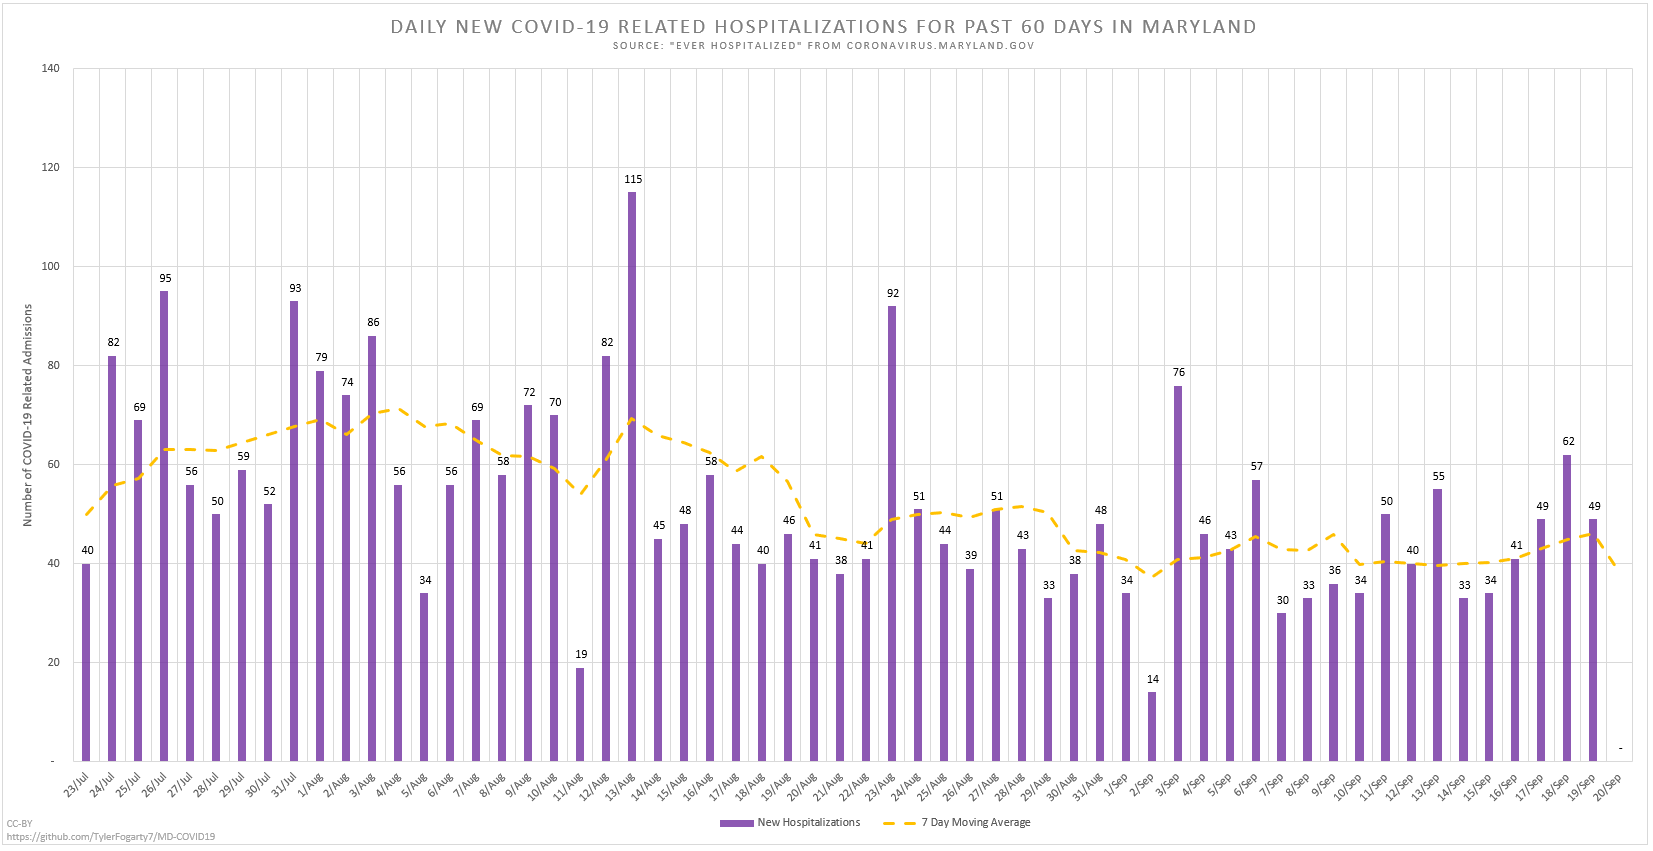 DAILY NEW COVID-19 RELATED HOSPITALIZATIONS FOR PAST 60 DAYS IN MARYLAND
SOURCE: "EVER HOSPITALIZED" FROM CORONAVIRUS.MARYLAND.GOV
Number of COVID-19 Related Admissions
140
120
100
80
60
40
20
-
40
82
69
95
56
50
59
52
93
79
74
86
56
34
56
69
58
72
70
19
82
115
45
48
58
44
40
46
41
38
41
92
51
44
39
51
43
33
38
48
34
14
76
46
43
57
30
33
36
34
50
40
55
33
34
41
49
62
49
-
23/Jul
24/Jul
25/Jul
26/Jul
27/Jul
28/Jul
29/Jul
30/Jul
31/Jul
1/Aug
2/Aug
3/Aug
4/Aug
5/Aug
6/Aug
7/Aug
8/Aug
9/Aug
10/Aug
11/Aug
12/Aug
13/Aug
14/Aug
15/Aug
16/Aug
17/Aug
18/Aug
19/Aug
20/Aug
21/Aug
22/Aug
23/Aug
24/Aug
25/Aug
26/Aug
27/Aug
28/Aug
29/Aug
30/Aug
31/Aug
1/Sep
2/Sep
3/Sep
4/Sep
5/Sep
6/Sep
7/Sep
8/Sep
9/Sep
10/Sep
11/Sep
12/Sep
13/Sep
14/Sep
15/Sep
16/Sep
17/Sep
18/Sep
19/Sep
20/Sep
New Hospitalizations
7 Day Moving Average
CC-BY
https://github.com/TylerFogarty7/MD-COVID19